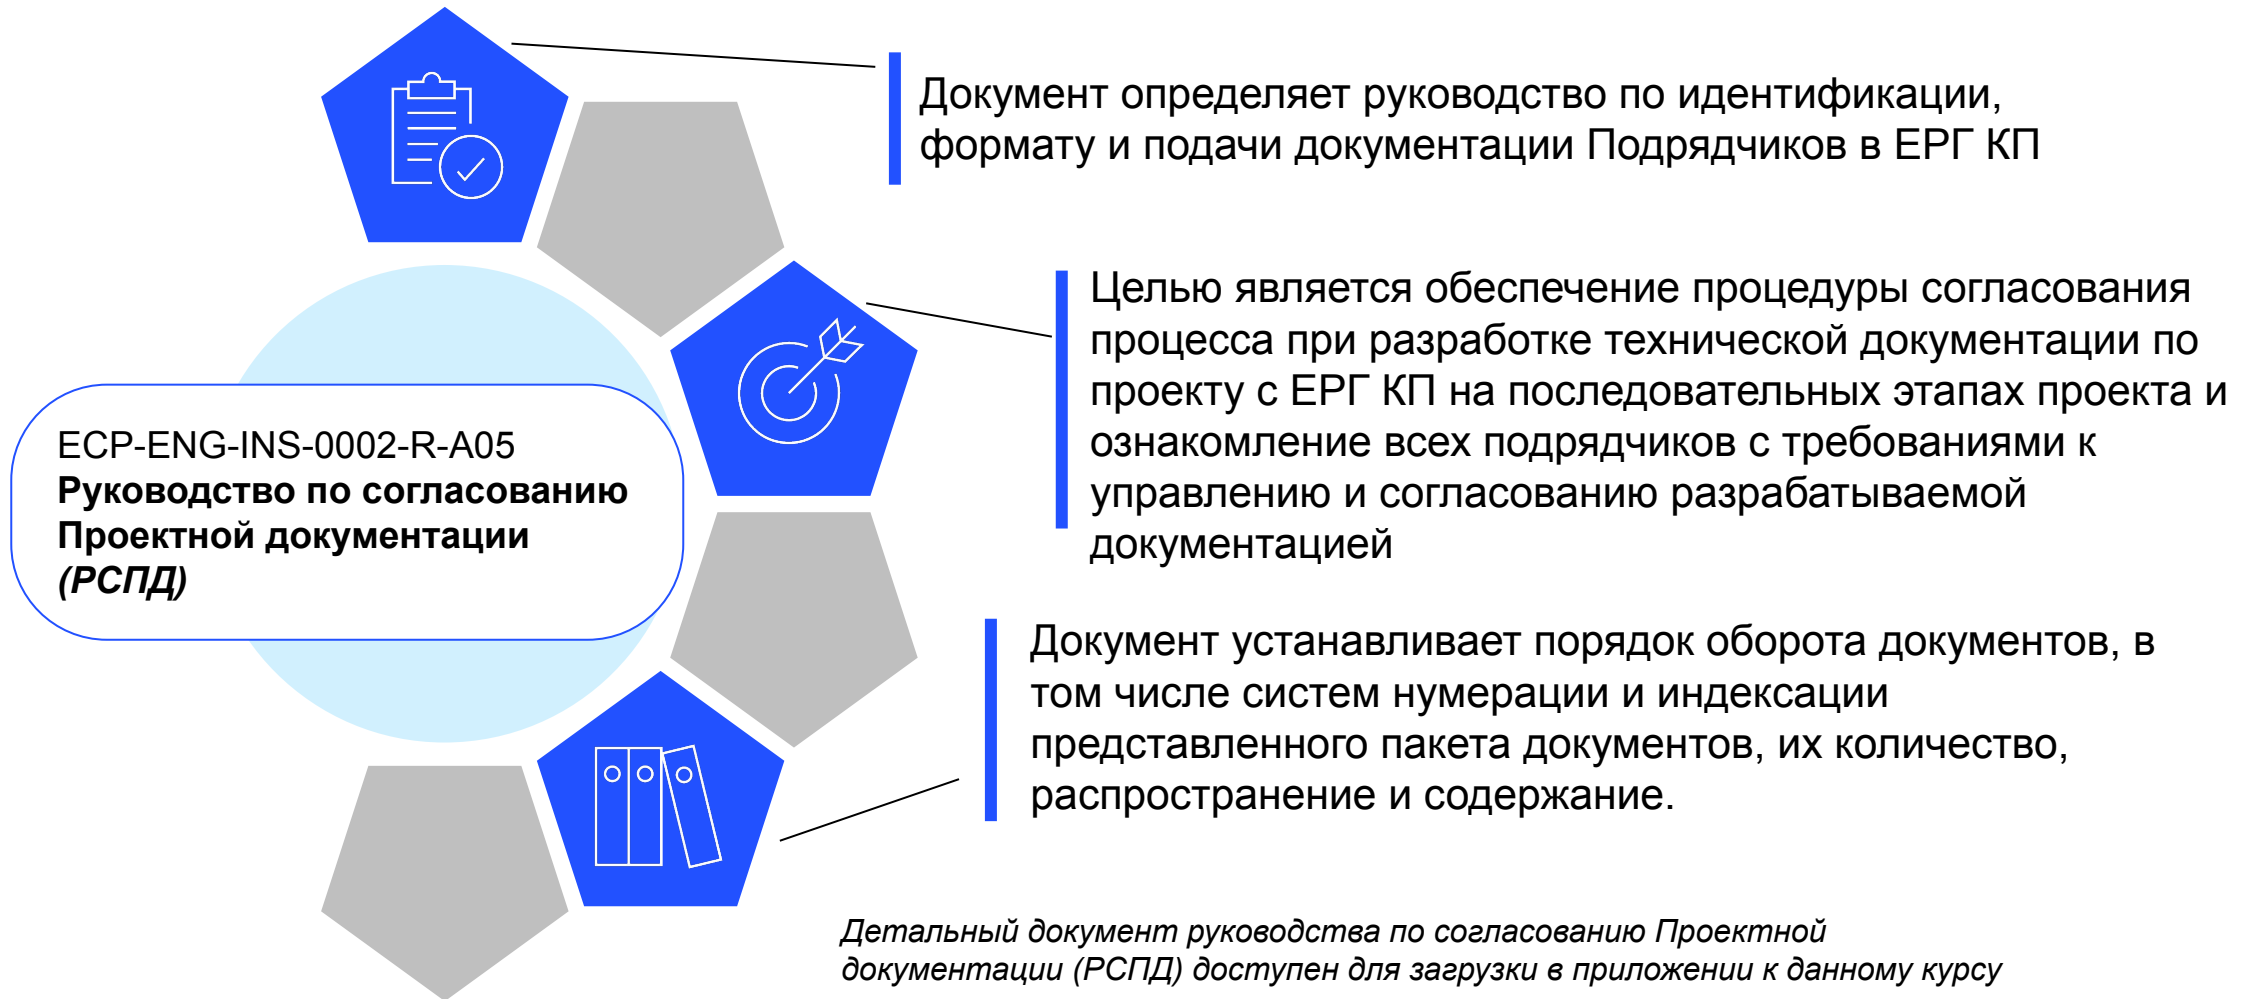 Документ определяет руководство по идентификации,
формату и подачи документации Подрядчиков в ЕРГ КП
Целью является обеспечение процедуры согласования
процесса при разработке технической документации по
проекту с ЕРГ КП на последовательных этапах проекта и
ознакомление всех подрядчиков с требованиями к
управлению и согласованию разрабатываемой
документацией
ECP-ENG-INS-0002-R-A05
Руководство по согласованию
Проектной документации
(РСПД)
Документ устанавливает порядок оборота документов, в
том числе систем нумерации и индексации
представленного пакета документов, их количество,
распространение и содержание.
Детальный документ руководства по согласованию Проектной
документации (РСПД) доступен для загрузки в приложении к данному курсу